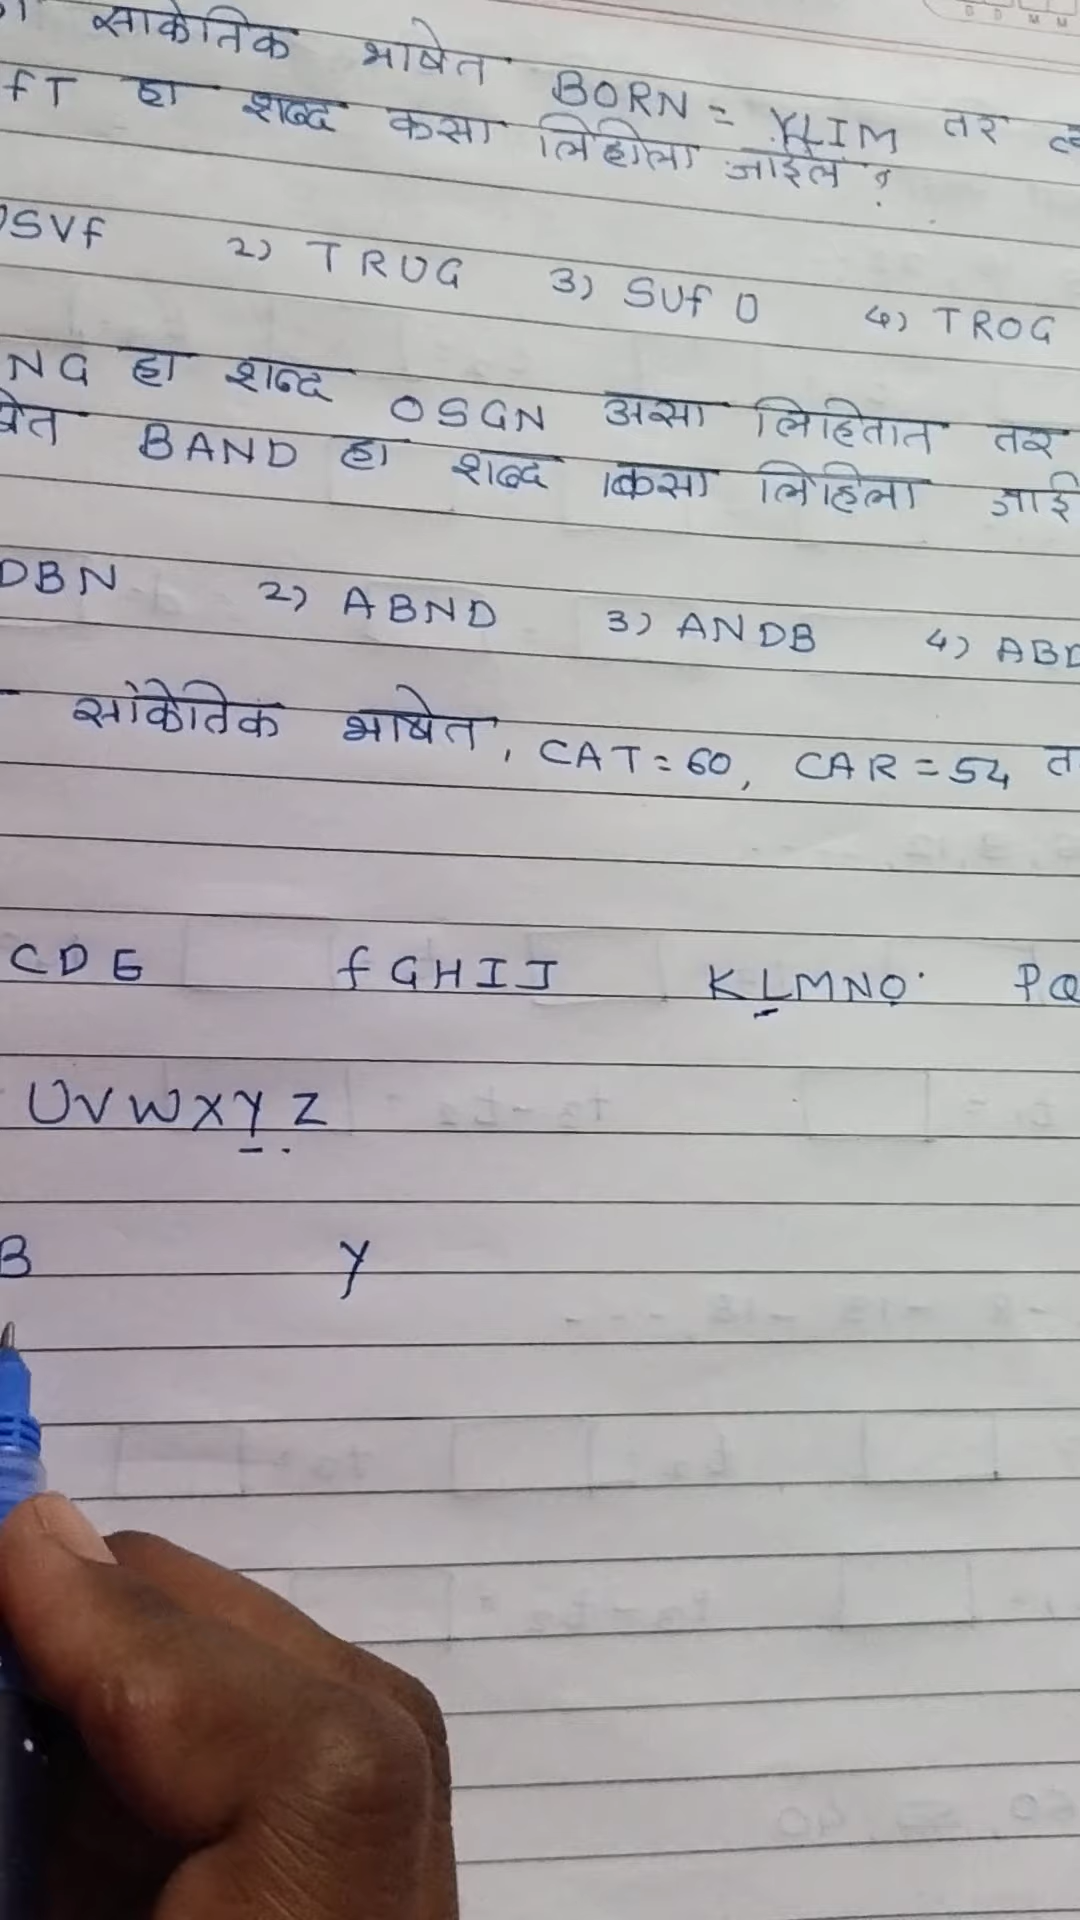 सांकेतिक भाषेत BORN = YLIM तर
fT हा शब्द कसा लिहीला जाईल ?
SVf 2) TRUG 3) SUf O 4) TROG
NG हा शब्द OSGN असा लिहितात तर
BAND हा शब्द कसा लिहिला जाई
DBN 2) ABND 3) ANDB 4) ABD
सांकेतिक भाषेत, CAT = 60, CAR = 54 त
CDE fGHIJ KLMNO PQ
UVWXYZ
B Y